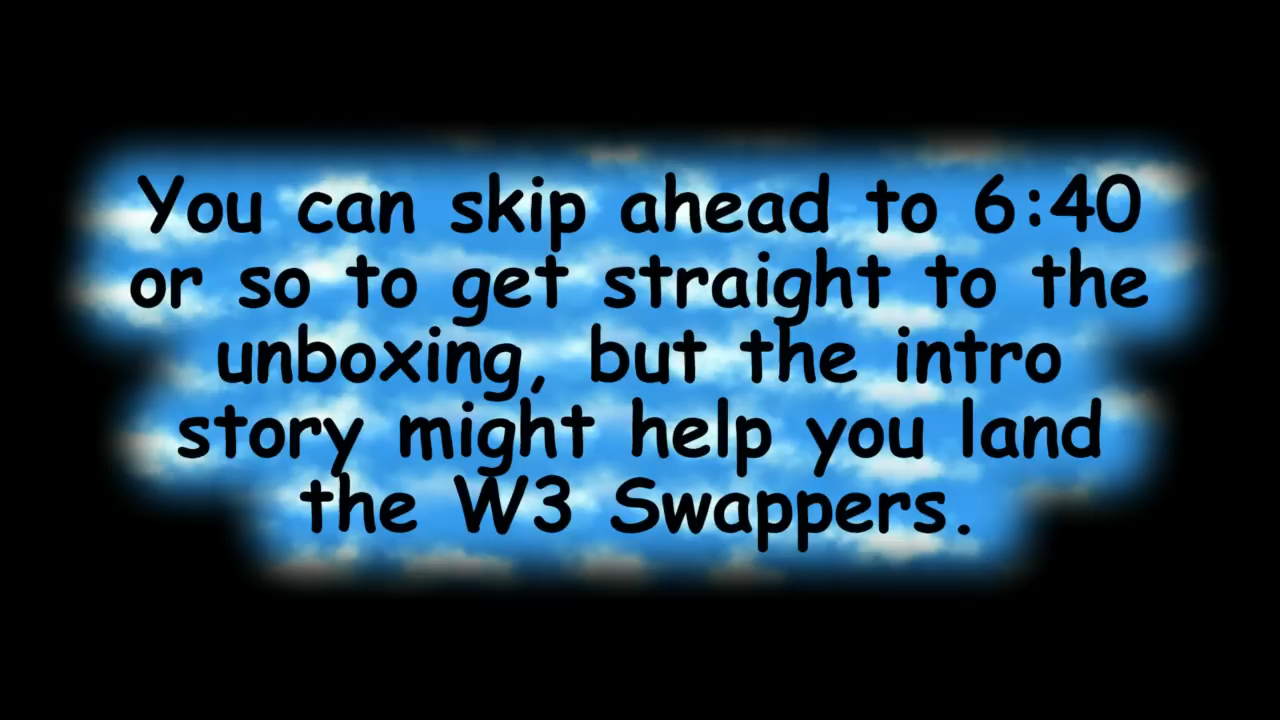 You can skip ahead to 6:40
or so to get straight to the
unboxing, but the intro
story might help you land
the W3 Swappers.